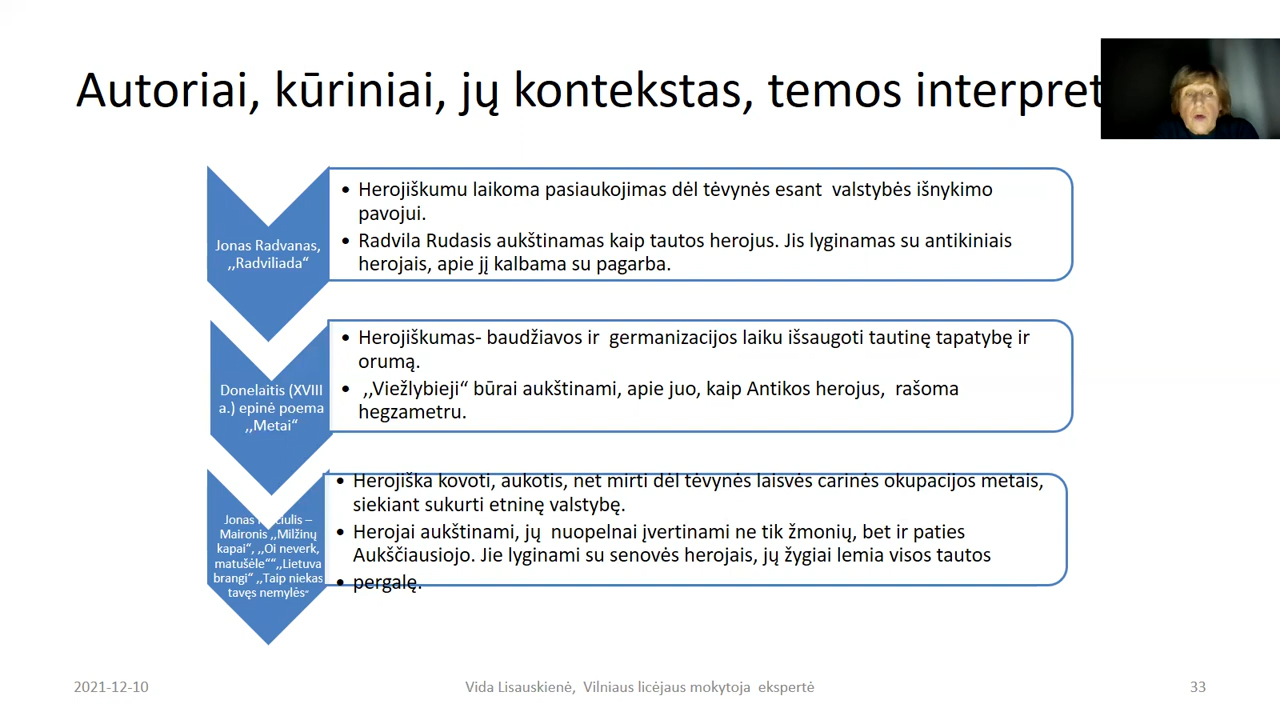 Autoriai, kūriniai, jų kontekstas, temos interpret
Jonas Radvanas,
,,Radviliada“
• Herojiškumu laikoma pasiaukojimas dėl tėvynės esant valstybės išnykimo
pavojui.
• Radvila Rudasis aukštinamas kaip tautos herojus. Jis lyginamas su antikiniais
herojais, apie jį kalbama su pagarba.
Donelaitis (XVIII
a.) epinė poema
,,Metai“
• Herojiškumas- baudžiavos ir germanizacijos laiku išsaugoti tautinę tapatybę ir
orumą.
• ,,Viežlybieji“ būrai aukštinami, apie juo, kaip Antikos herojus, rašoma
hegzametru.
Jonas –
Maironis ,,Milžinų
kapai“, ,,Oi neverk,
matušėle““,,Lietuva
brangi“ ,,Taip niekas
tavęs nemylės“
• Herojiška kovoti, aukotis, net mirti dėl tėvynės laisvės carinės okupacijos metais,
siekiant sukurti etninę valstybę.
• Herojai aukštinami, jų nuopelnai įvertinami ne tik žmonių, bet ir paties
Aukščiausiojo. Jie lyginami su senovės herojais, jų žygiai lemia visos tautos
• pergalę.
2021-12-10
Vida Lisauskienė, Vilniaus licėjaus mokytoja ekspertė
33